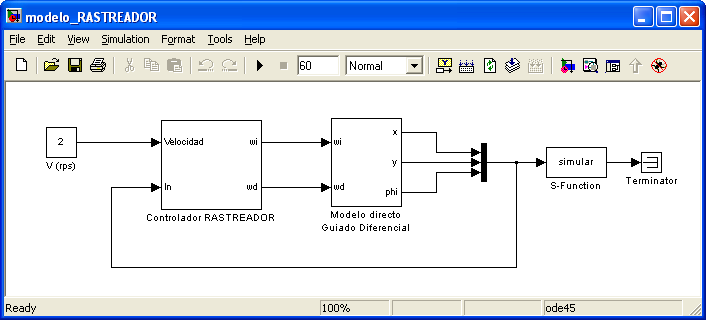 modelo_RASTREADOR
File Edit View Simulation Format Tools Help
60 Normal
2
V (rps)
Velocidad wi
In wd
Controlador RASTREADOR
wi x
y
wd phi
Modelo directo
Guiado Diferencial
simular
S-Function
Terminator
Ready 100% ode45